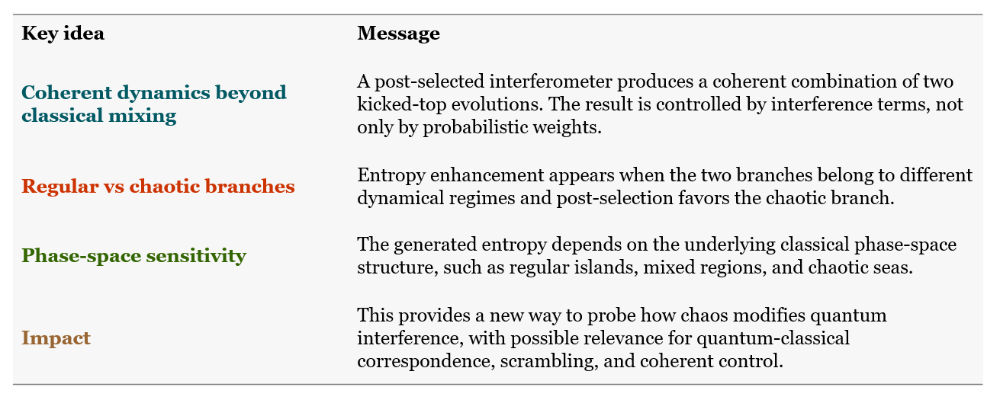 Key idea
Message
Coherent dynamics beyond
classical mixing
A post-selected interferometer produces a coherent combination of two
kicked-top evolutions. The result is controlled by interference terms, not
only by probabilistic weights.
Regular vs chaotic branches
Entropy enhancement appears when the two branches belong to different
dynamical regimes and post-selection favors the chaotic branch.
Phase-space sensitivity
The generated entropy depends on the underlying classical phase-space
structure, such as regular islands, mixed regions, and chaotic seas.
Impact
This provides a new way to probe how chaos modifies quantum
interference, with possible relevance for quantum-classical
correspondence, scrambling, and coherent control.